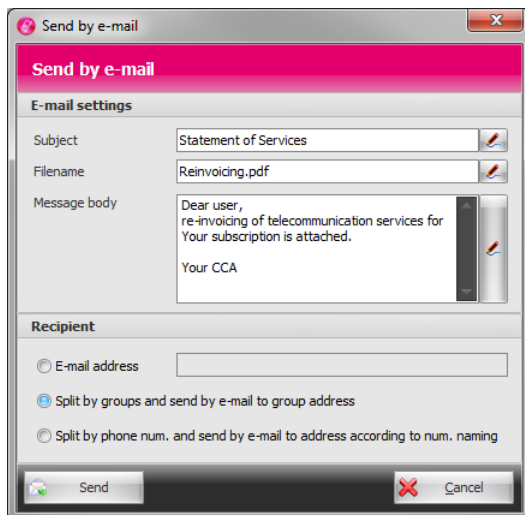 Send by e-mail
Send by e-mail
E-mail settings
Subject
Statement of Services
Filename
Reinvoicing.pdf
Message body
Dear user,
re-invoicing of telecommunication services for
Your subscription is attached.
Your CCA
Recipient
E-mail address
Split by groups and send by e-mail to group address
Split by phone num. and send by e-mail to address according to num. naming
Send
Cancel